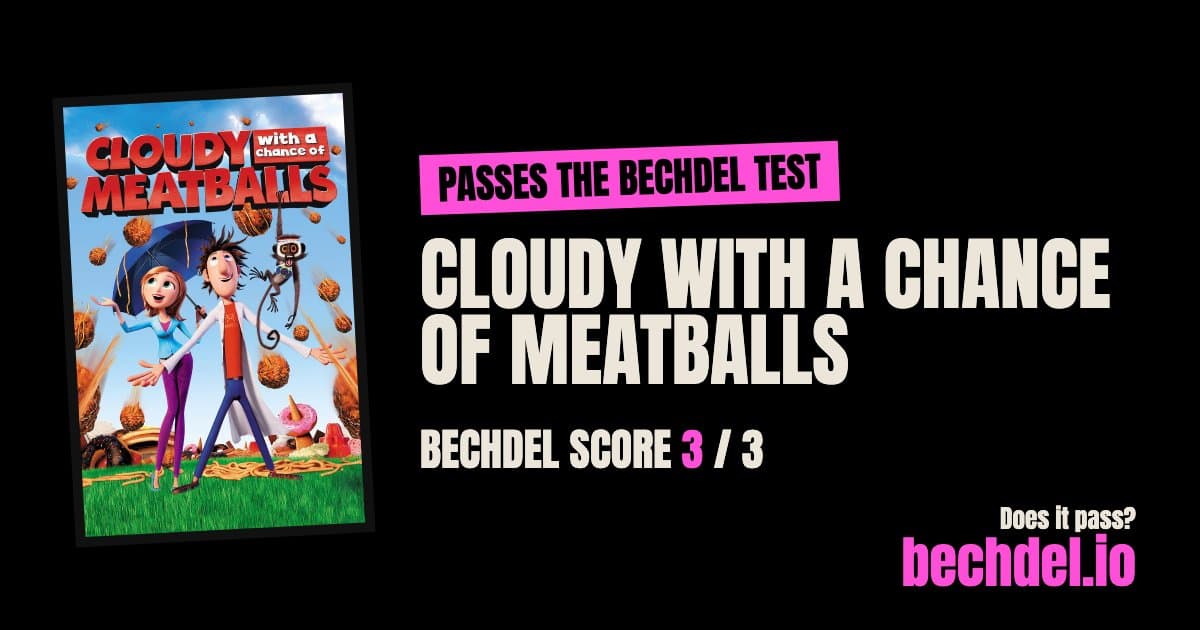 CLOUDY with a
chance of
MEATBALLS
PASSES THE BECHDEL TEST
CLOUDY WITH A CHANCE
OF MEATBALLS
BECHDEL SCORE 3 / 3
Does it pass?
bechdel.io